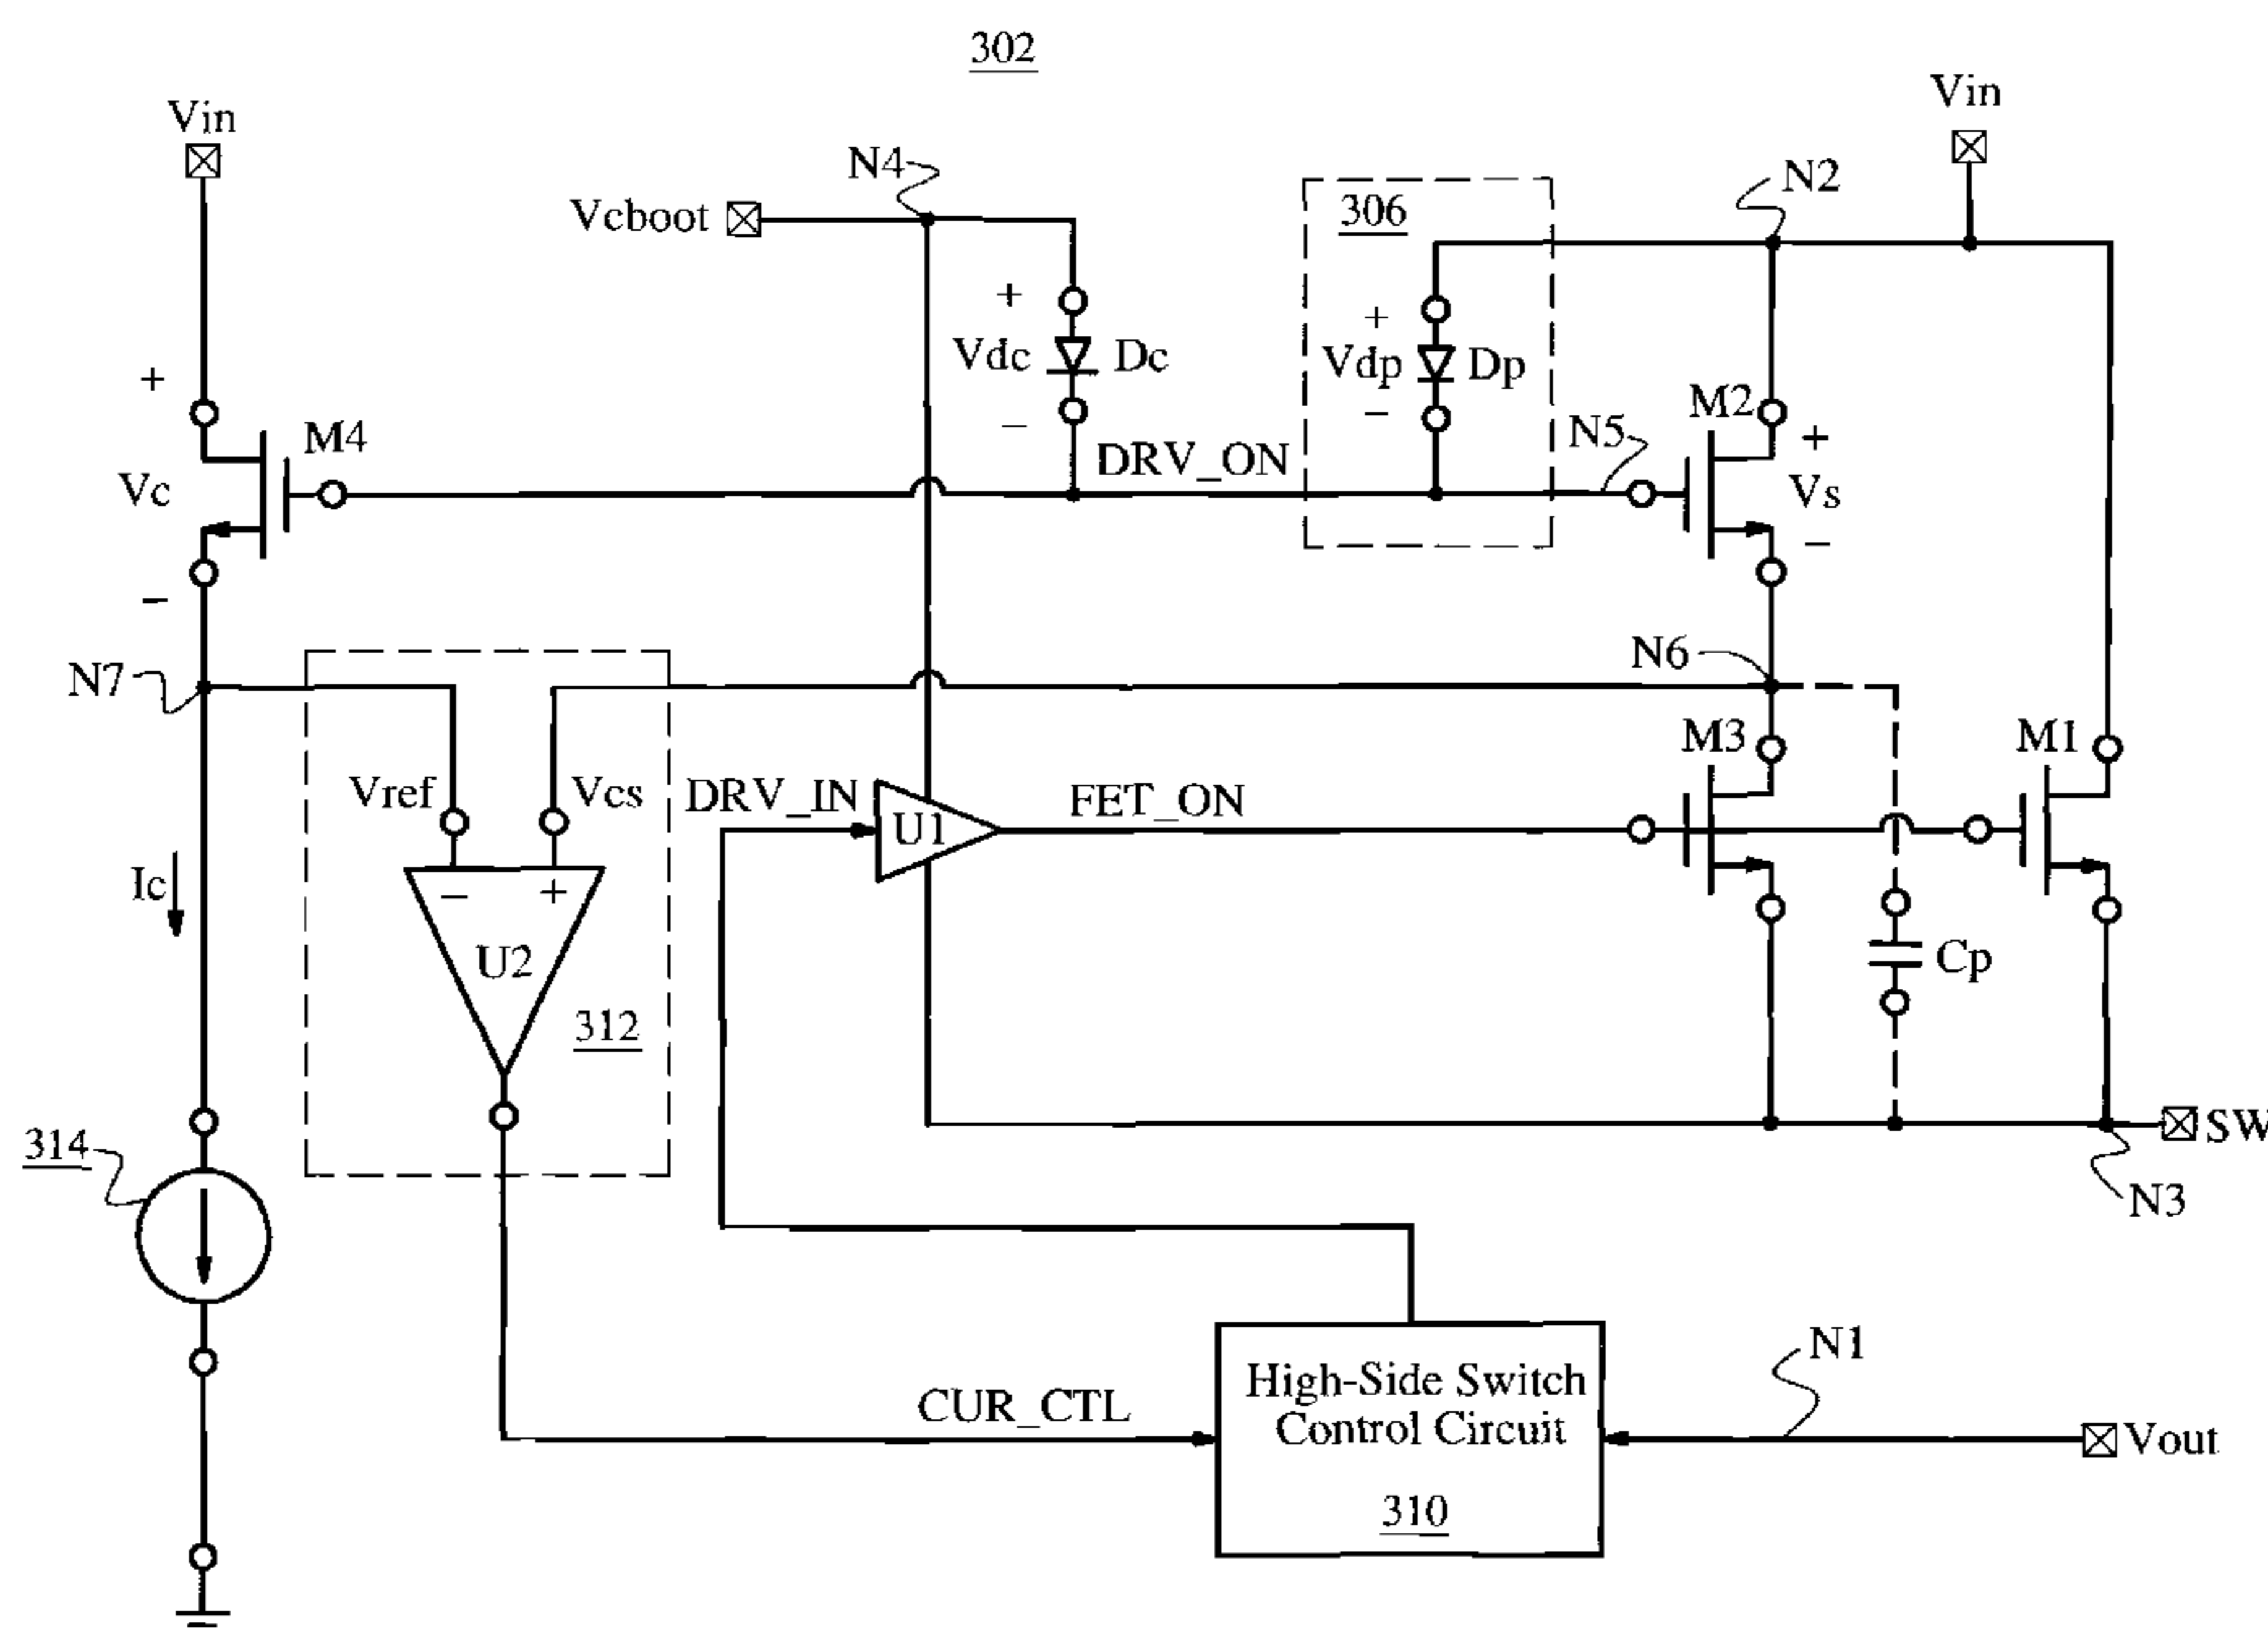 302
Vin
Vin
N4
N2
Vcboot
306
+
Vdc
Dc
−
+
Vdp
Dp
−
+
M4
Vc
−
DRV_ON
N5
M2
+
Vs
−
N7
N6
M3
M1
Vref
Vcs
DRV_IN
U1
FET_ON
Ic
− +
U2
312
Cp
314
SW
N3
N1
High-Side Switch
Control Circuit
310
CUR_CTL
Vout